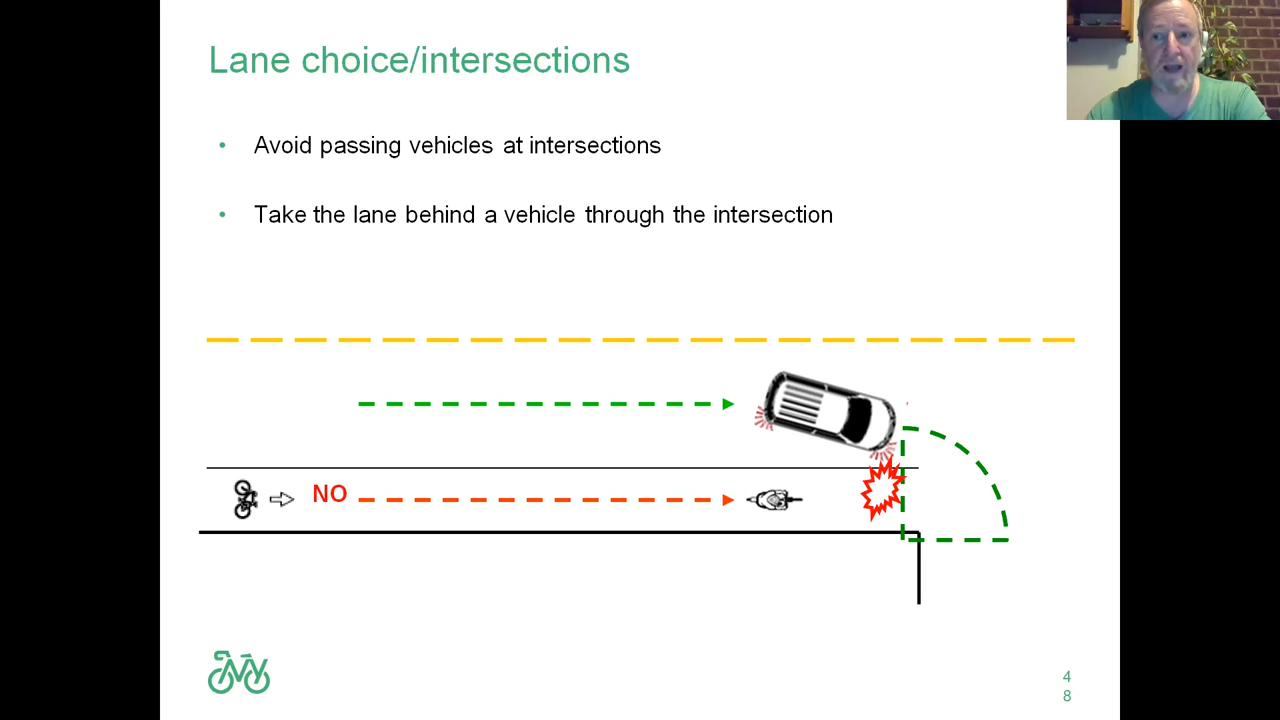 Lane choice/intersections
• Avoid passing vehicles at intersections
• Take the lane behind a vehicle through the intersection
NO
4
8